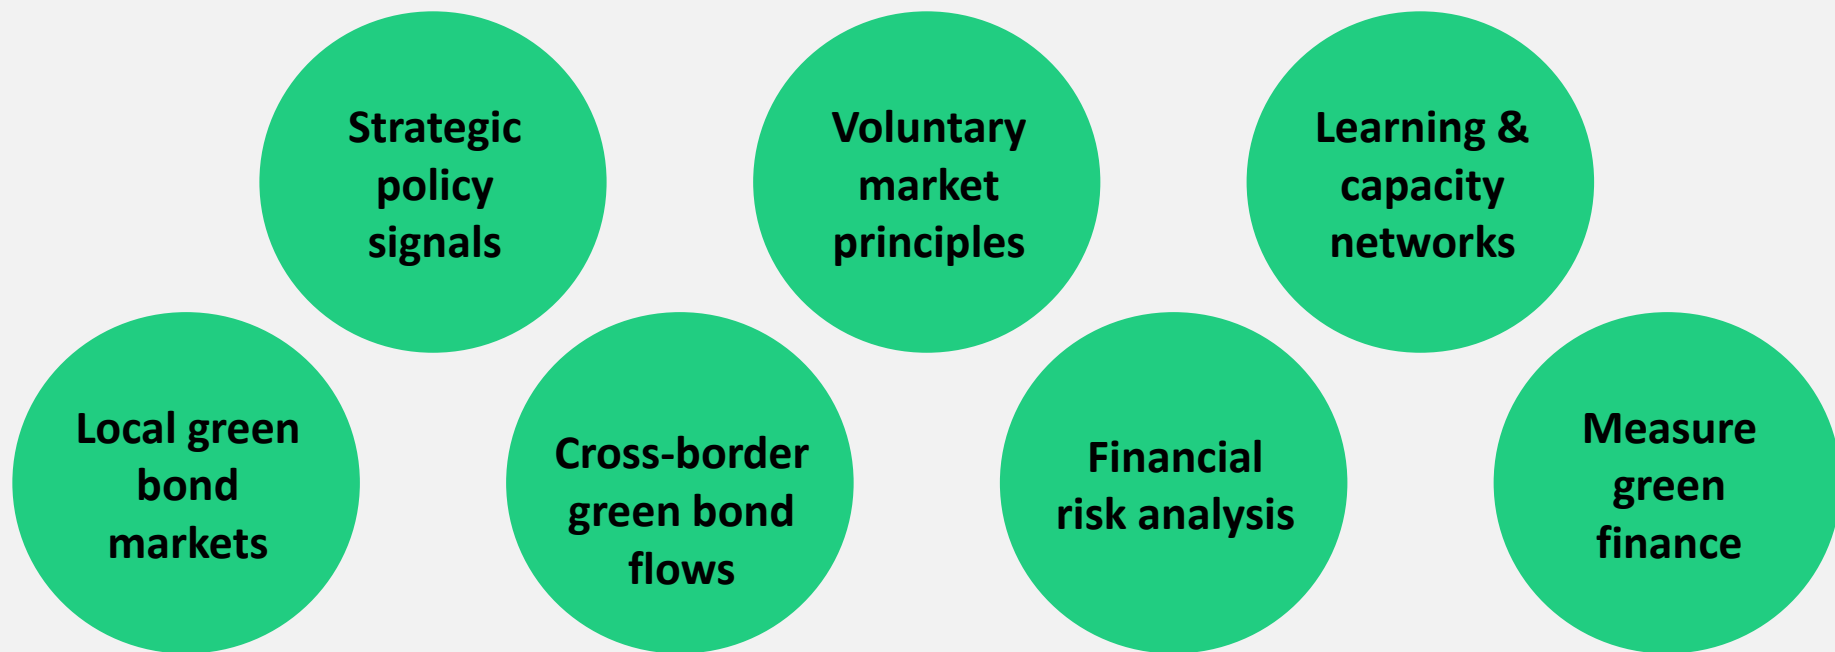 Strategic
policy
signals
Voluntary
market
principles
Learning &
capacity
networks
Local green
bond
markets
Cross-border
green bond
flows
Financial
risk analysis
Measure
green
finance